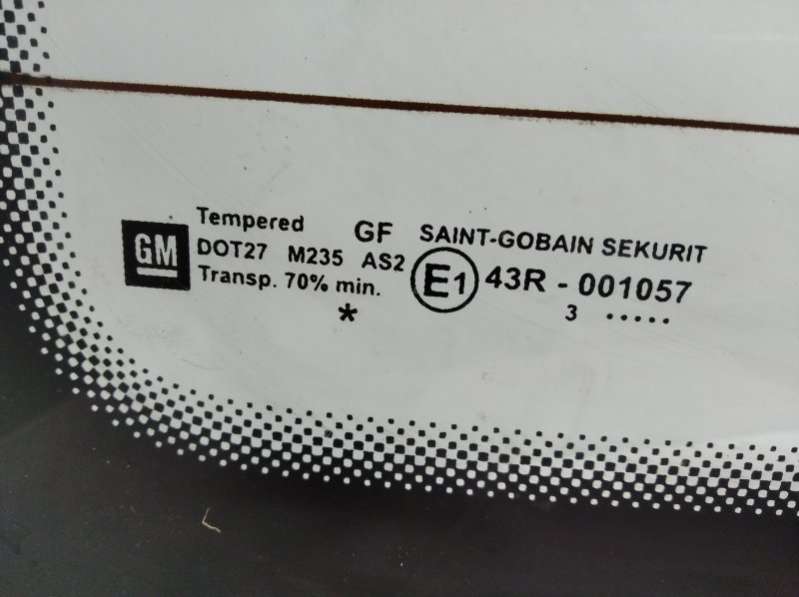 GM
Tempered GF SAINT-GOBAIN SEKURIT
DOT27 M235 AS2
Transp. 70% min.
E1 43R - 001057
* 3 .....